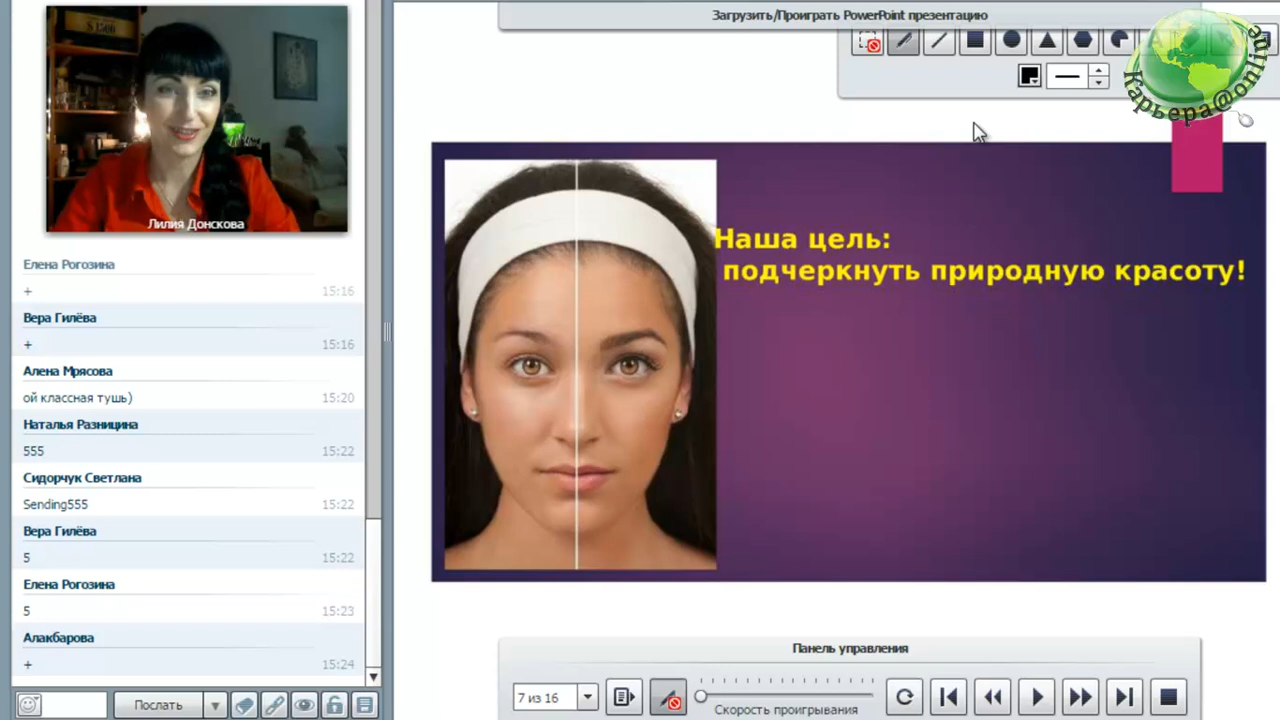 $ 1500
Лилия Донскова
Елена Рогозина
+ 15:16
Вера Гилёва
+ 15:16
Алена Мрясова
ой классная тушь) 15:20
Наталья Разницина
555 15:22
Сидорчук Светлана
Sending555 15:22
Вера Гилёва
5 15:22
Елена Рогозина
5 15:23
Алакбарова
+ 15:24
Послать
Загрузить/Проиграть PowerPoint презентацию
Карьера@online
Наша цель:
подчеркнуть природную красоту!
Панель управления
7 из 16
Скорость проигрывания